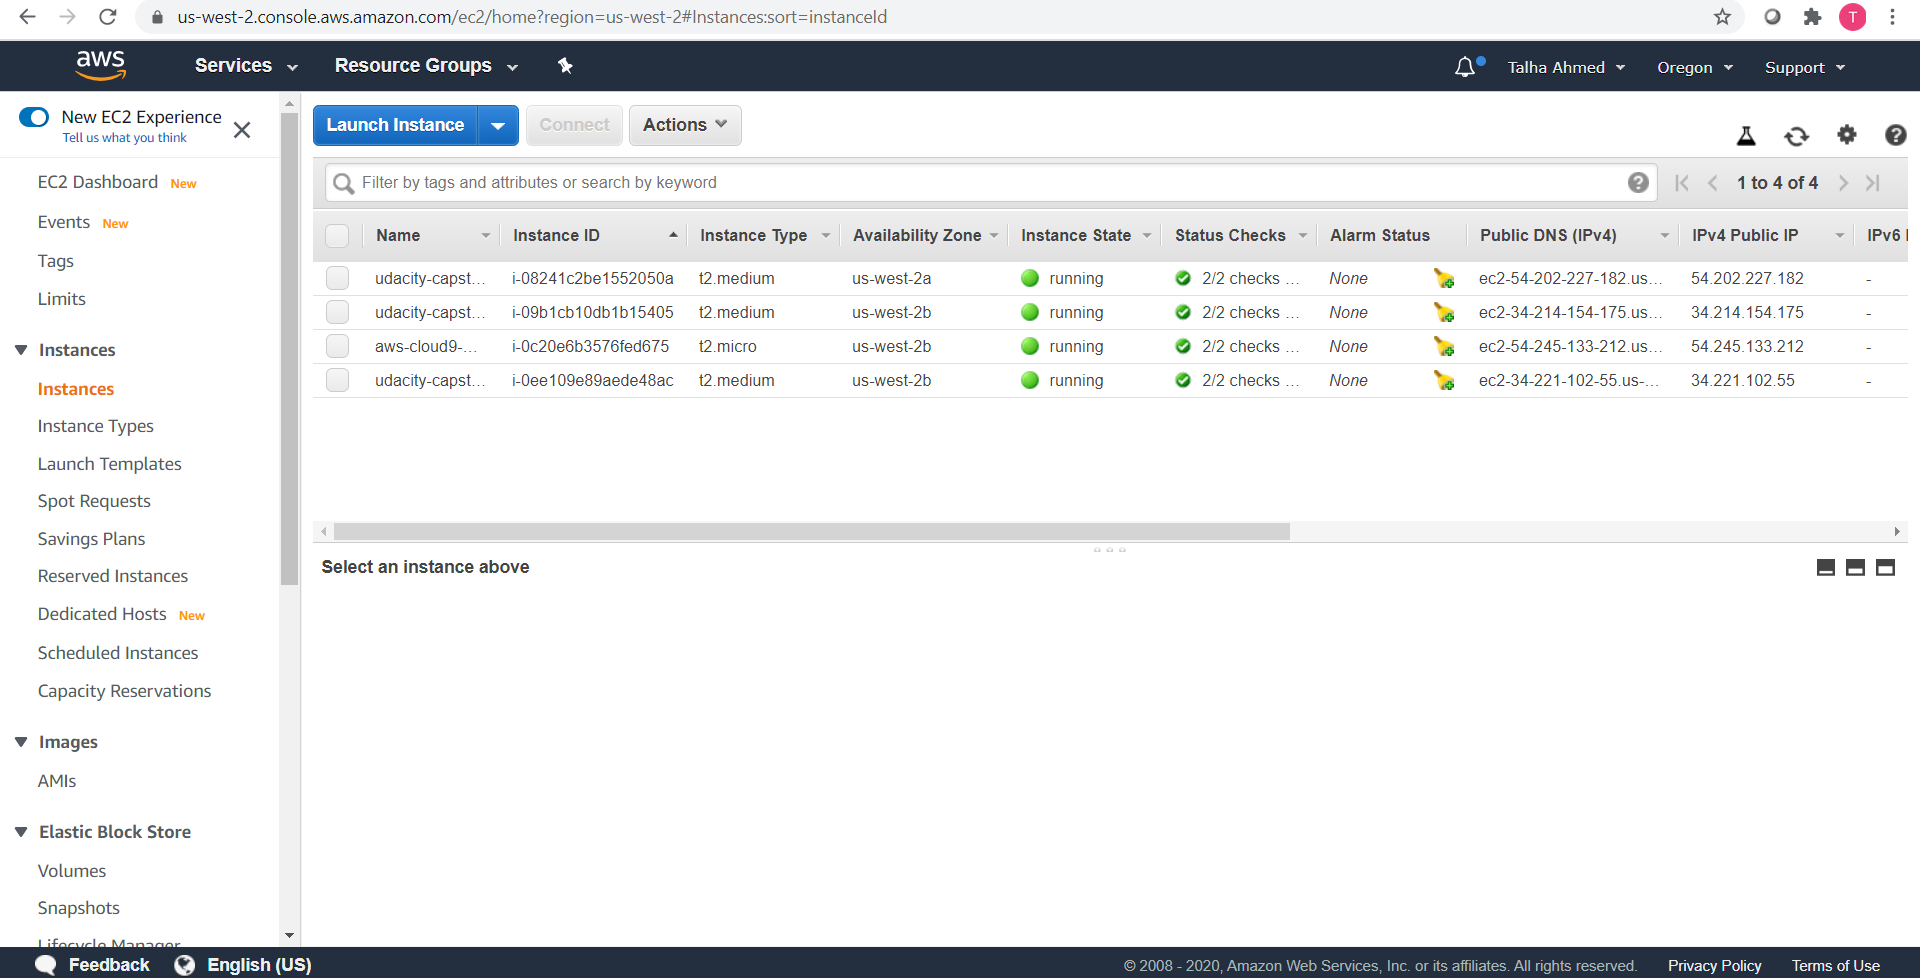 us-west-2.console.aws.amazon.com/ec2/home?region=us-west-2#Instances:sort=instanceId
T
aws Services Resource Groups Talha Ahmed Oregon Support
New EC2 Experience
Tell us what you think
EC2 Dashboard New
Events New
Tags
Limits
Instances
Instances
Instance Types
Launch Templates
Spot Requests
Savings Plans
Reserved Instances
Dedicated Hosts New
Scheduled Instances
Capacity Reservations
Images
AMIs
Elastic Block Store
Volumes
Snapshots
Lifecycle Manager
Launch Instance Connect Actions
Filter by tags and attributes or search by keyword 1 to 4 of 4
Name Instance ID Instance Type Availability Zone Instance State Status Checks Alarm Status Public DNS (IPv4) IPv4 Public IP IPv6 I
udacity-capst... i-08241c2be1552050a t2.medium us-west-2a running 2/2 checks ... None ec2-54-202-227-182.us... 54.202.227.182 -
udacity-capst... i-09b1cb10db1b15405 t2.medium us-west-2b running 2/2 checks ... None ec2-34-214-154-175.us... 34.214.154.175 -
aws-cloud9-... i-0c20e6b3576fed675 t2.micro us-west-2b running 2/2 checks ... None ec2-54-245-133-212.us... 54.245.133.212 -
udacity-capst... i-0ee109e89aede48ac t2.medium us-west-2b running 2/2 checks ... None ec2-34-221-102-55.us-... 34.221.102.55 -
Select an instance above
Feedback English (US) © 2008 - 2020, Amazon Web Services, Inc. or its affiliates. All rights reserved. Privacy Policy Terms of Use